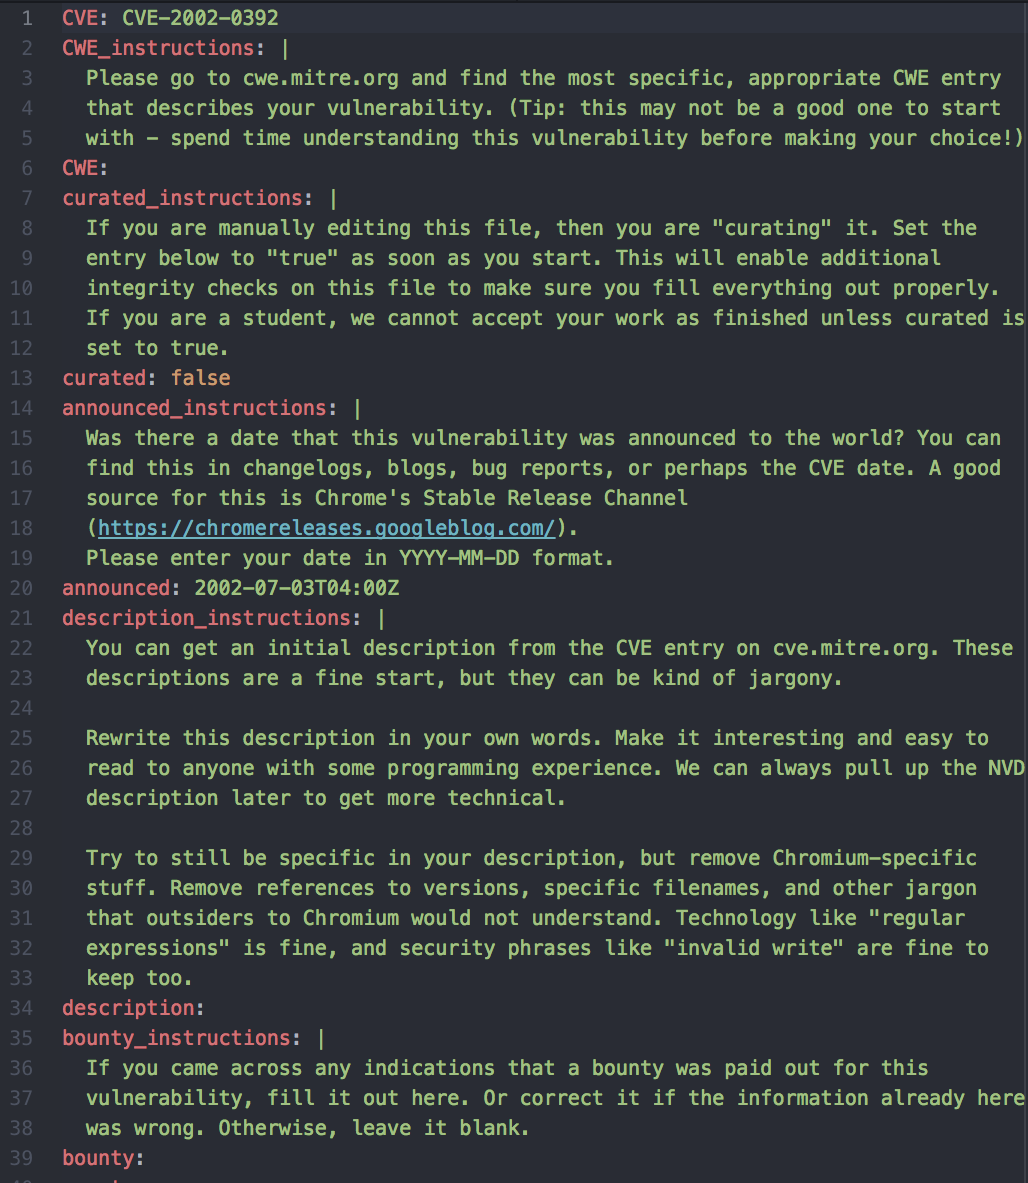 1 CVE: CVE-2002-0392
2 CWE_instructions: |
3 Please go to cwe.mitre.org and find the most specific, appropriate CWE entry
4 that describes your vulnerability. (Tip: this may not be a good one to start
5 with - spend time understanding this vulnerability before making your choice!)
6 CWE:
7 curated_instructions: |
8 If you are manually editing this file, then you are "curating" it. Set the
9 entry below to "true" as soon as you start. This will enable additional
10 integrity checks on this file to make sure you fill everything out properly.
11 If you are a student, we cannot accept your work as finished unless curated is
12 set to true.
13 curated: false
14 announced_instructions: |
15 Was there a date that this vulnerability was announced to the world? You can
16 find this in changelogs, blogs, bug reports, or perhaps the CVE date. A good
17 source for this is Chrome's Stable Release Channel
18 (https://chromereleases.googleblog.com/).
19 Please enter your date in YYYY-MM-DD format.
20 announced: 2002-07-03T04:00Z
21 description_instructions: |
22 You can get an initial description from the CVE entry on cve.mitre.org. These
23 descriptions are a fine start, but they can be kind of jargony.
24
25 Rewrite this description in your own words. Make it interesting and easy to
26 read to anyone with some programming experience. We can always pull up the NVD
27 description later to get more technical.
28
29 Try to still be specific in your description, but remove Chromium-specific
30 stuff. Remove references to versions, specific filenames, and other jargon
31 that outsiders to Chromium would not understand. Technology like "regular
32 expressions" is fine, and security phrases like "invalid write" are fine to
33 keep too.
34 description:
35 bounty_instructions: |
36 If you came across any indications that a bounty was paid out for this
37 vulnerability, fill it out here. Or correct it if the information already here
38 was wrong. Otherwise, leave it blank.
39 bounty: